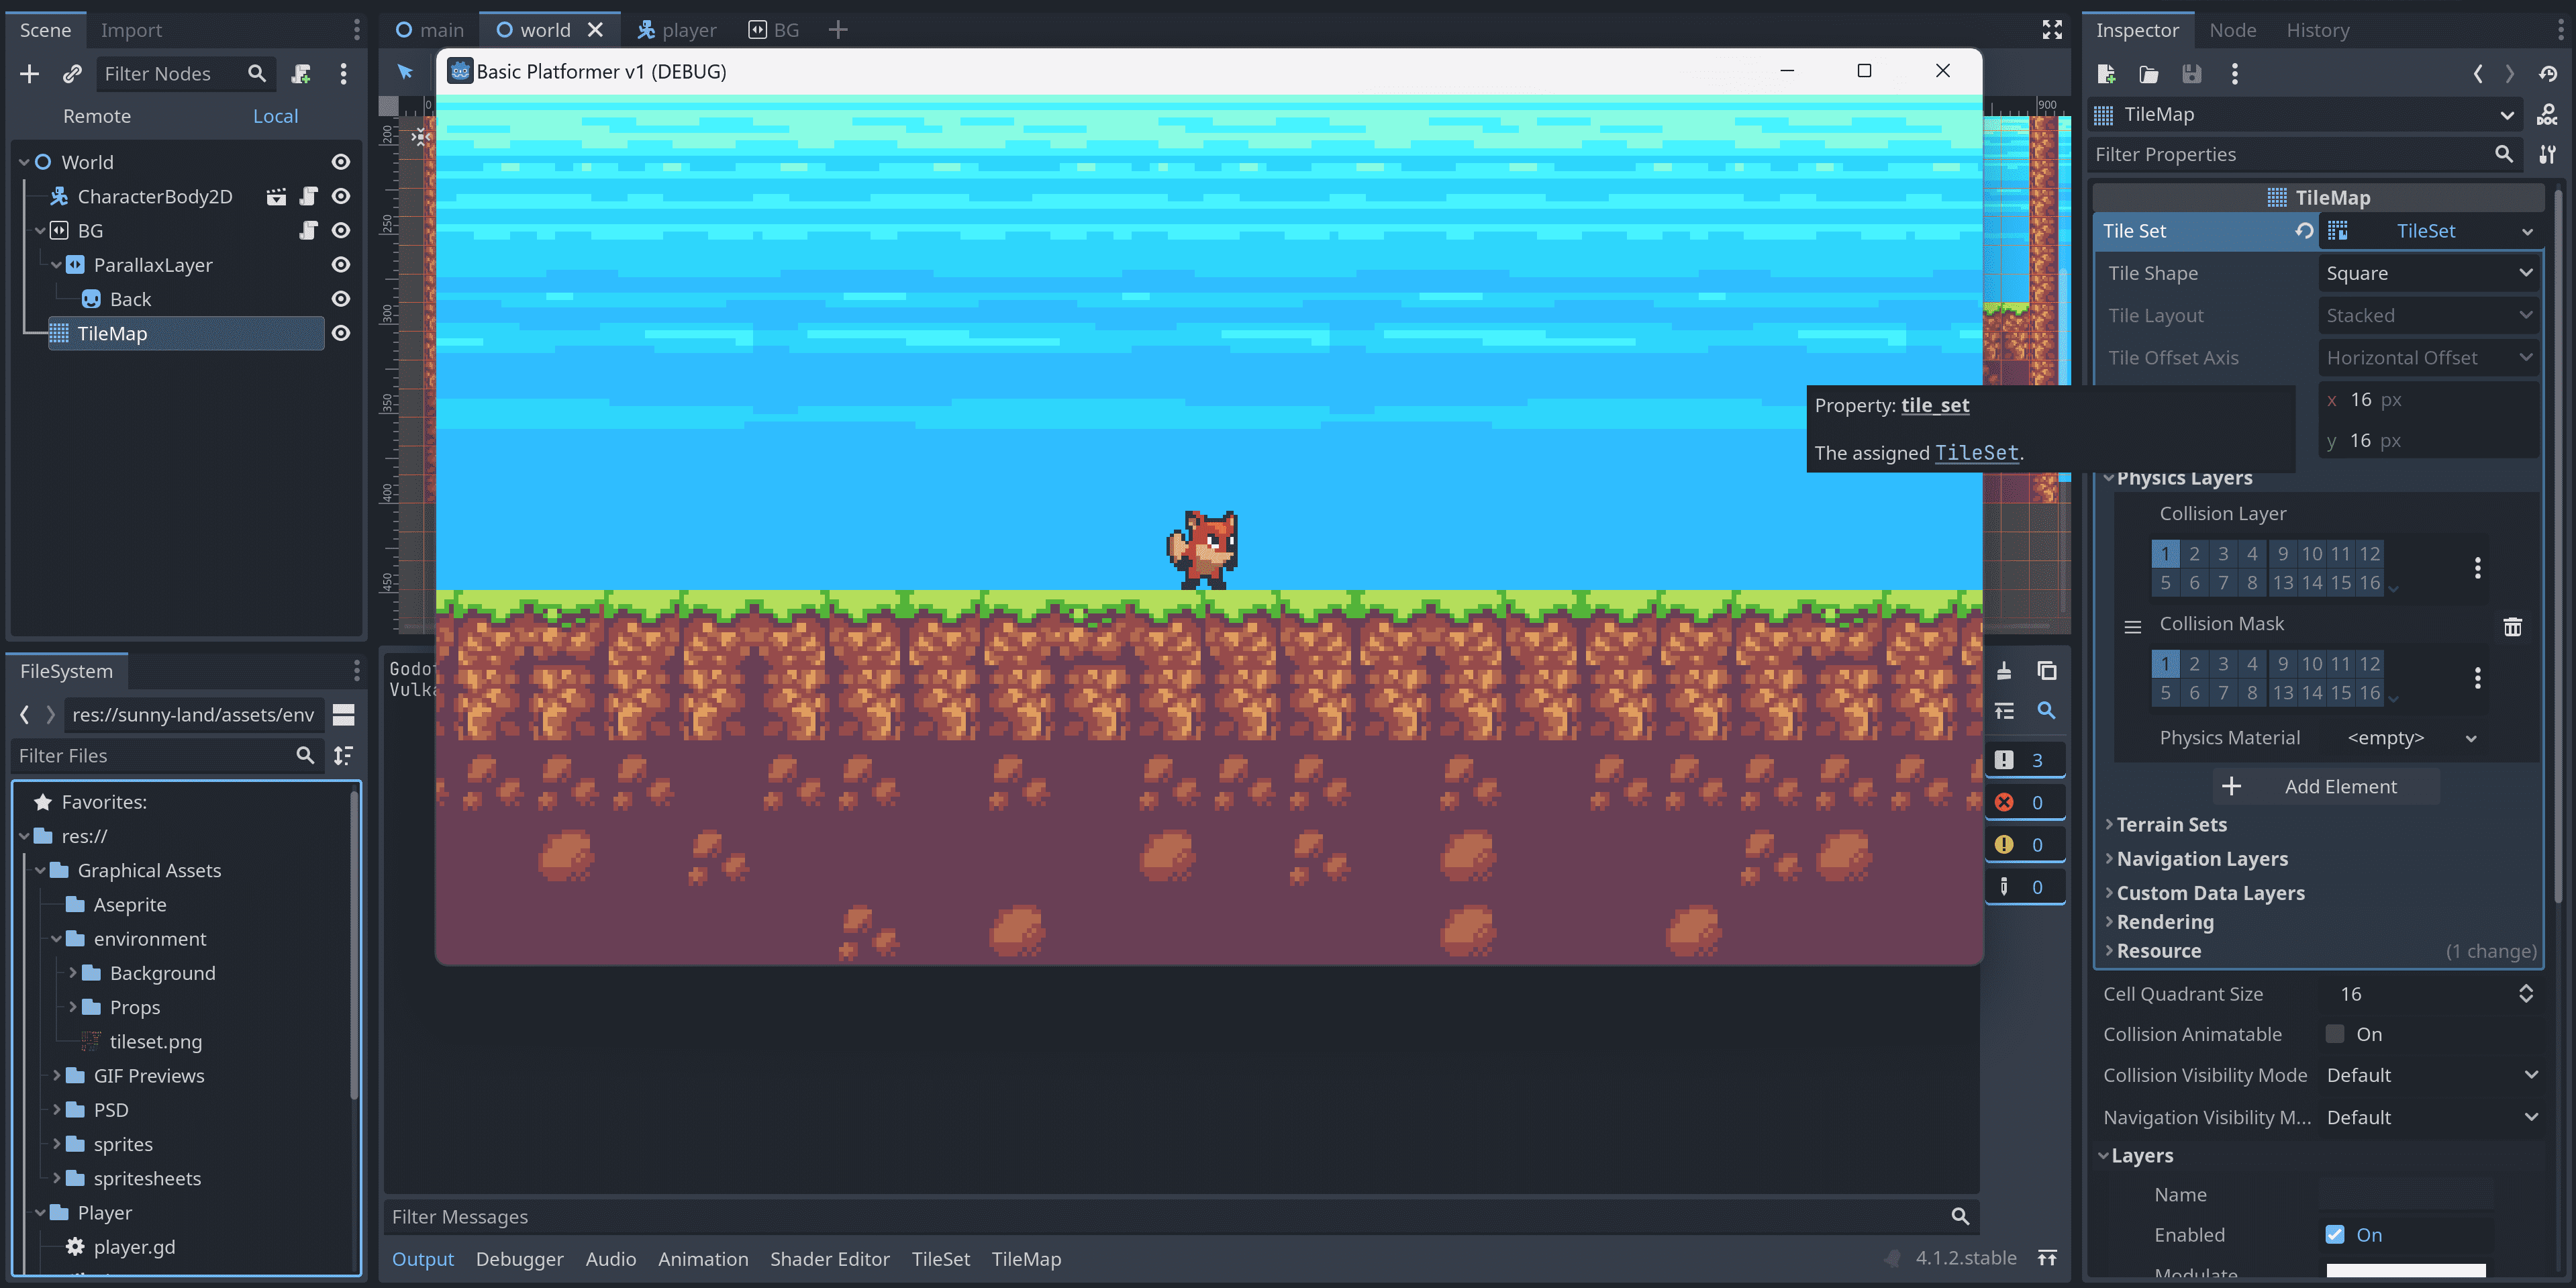 Scene Import
Filter Nodes
Remote Local
World
CharacterBody2D
BG
ParallaxLayer
Back
TileMap
FileSystem
res://sunny-land/assets/env
Filter Files
Favorites:
res://
Graphical Assets
Aseprite
environment
Background
Props
tileset.png
GIF Previews
PSD
sprites
spritesheets
Player
player.gd
main world player BG
Basic Platformer v1 (DEBUG)
0 900
200
250
300
350
400
450
Property: tile_set
The assigned TileSet.
Godot
Vulka
3
0
0
0
Filter Messages
Output Debugger Audio Animation Shader Editor TileSet TileMap
4.1.2.stable
Inspector Node History
TileMap
DOC
Filter Properties
TileMap
Tile Set TileSet
Tile Shape Square
Tile Layout Stacked
Tile Offset Axis Horizontal Offset
x 16 px
y 16 px
Physics Layers
Collision Layer
1 2 3 4 9 10 11 12
5 6 7 8 13 14 15 16
Collision Mask
1 2 3 4 9 10 11 12
5 6 7 8 13 14 15 16
Physics Material <empty>
Add Element
Terrain Sets
Navigation Layers
Custom Data Layers
Rendering
Resource (1 change)
Cell Quadrant Size 16
Collision Animatable On
Collision Visibility Mode Default
Navigation Visibility M... Default
Layers
Name
Enabled On
Modulate